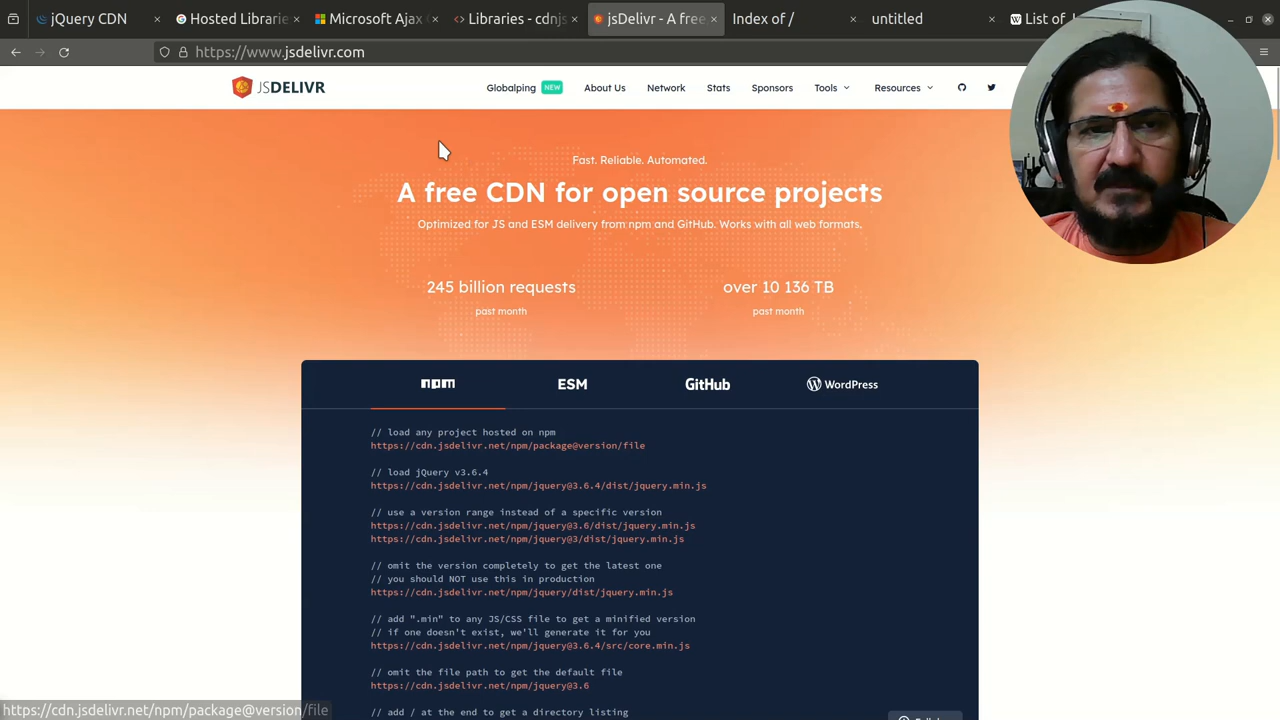 jQuery CDN
Hosted Librarie
Microsoft Ajax
Libraries - cdnjs
jsDelivr - A free
Index of /
untitled
List of
https://www.jsdelivr.com
JSDELIVR
Globalping NEW
About Us
Network
Stats
Sponsors
Tools
Resources
Fast. Reliable. Automated.
A free CDN for open source projects
Optimized for JS and ESM delivery from npm and GitHub. Works with all web formats.
245 billion requests
past month
over 10 136 TB
past month
npm
ESM
GitHub
WordPress
// load any project hosted on npm
https://cdn.jsdelivr.net/npm/package@version/file
// load jQuery v3.6.4
https://cdn.jsdelivr.net/npm/jquery@3.6.4/dist/jquery.min.js
// use a version range instead of a specific version
https://cdn.jsdelivr.net/npm/jquery@3.6/dist/jquery.min.js
https://cdn.jsdelivr.net/npm/jquery@3/dist/jquery.min.js
// omit the version completely to get the latest one
// you should NOT use this in production
https://cdn.jsdelivr.net/npm/jquery/dist/jquery.min.js
// add ".min" to any JS/CSS file to get a minified version
// if one doesn't exist, we'll generate it for you
https://cdn.jsdelivr.net/npm/jquery@3.6.4/src/core.min.js
// omit the file path to get the default file
https://cdn.jsdelivr.net/npm/jquery@3.6
// add / at the end to get a directory listing
https://cdn.jsdelivr.net/npm/package@version/file